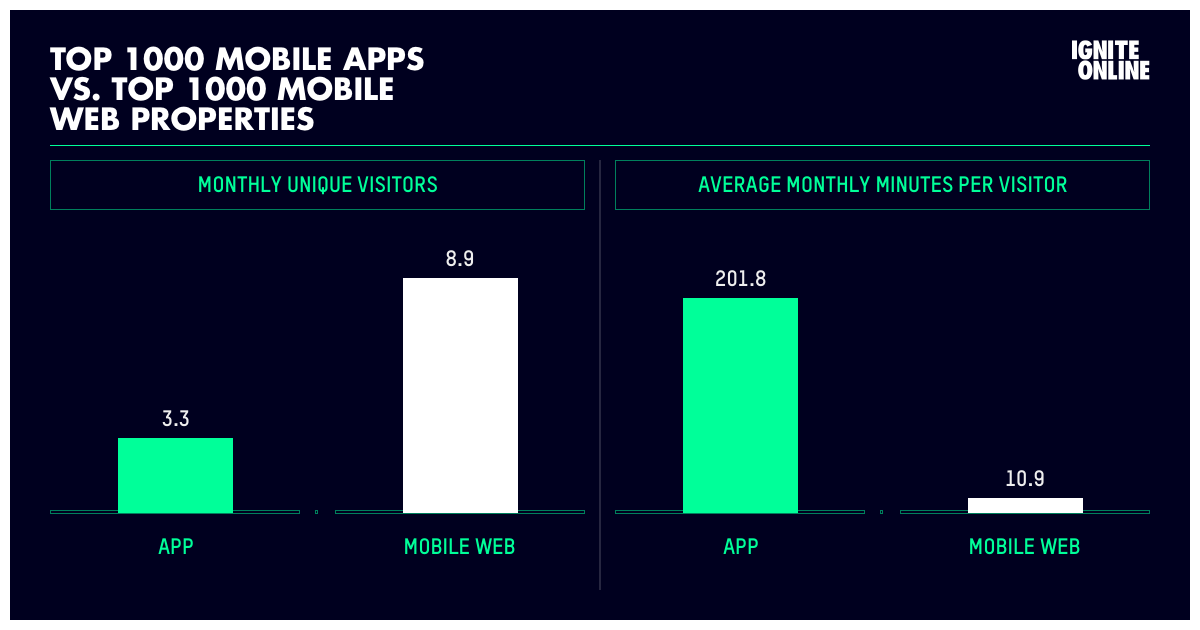 TOP 1000 MOBILE APPS
VS. TOP 1000 MOBILE
WEB PROPERTIES
IGNITE
ONLINE
MONTHLY UNIQUE VISITORS
3.3
8.9
APP
MOBILE WEB
AVERAGE MONTHLY MINUTES PER VISITOR
201.8
10.9
APP
MOBILE WEB